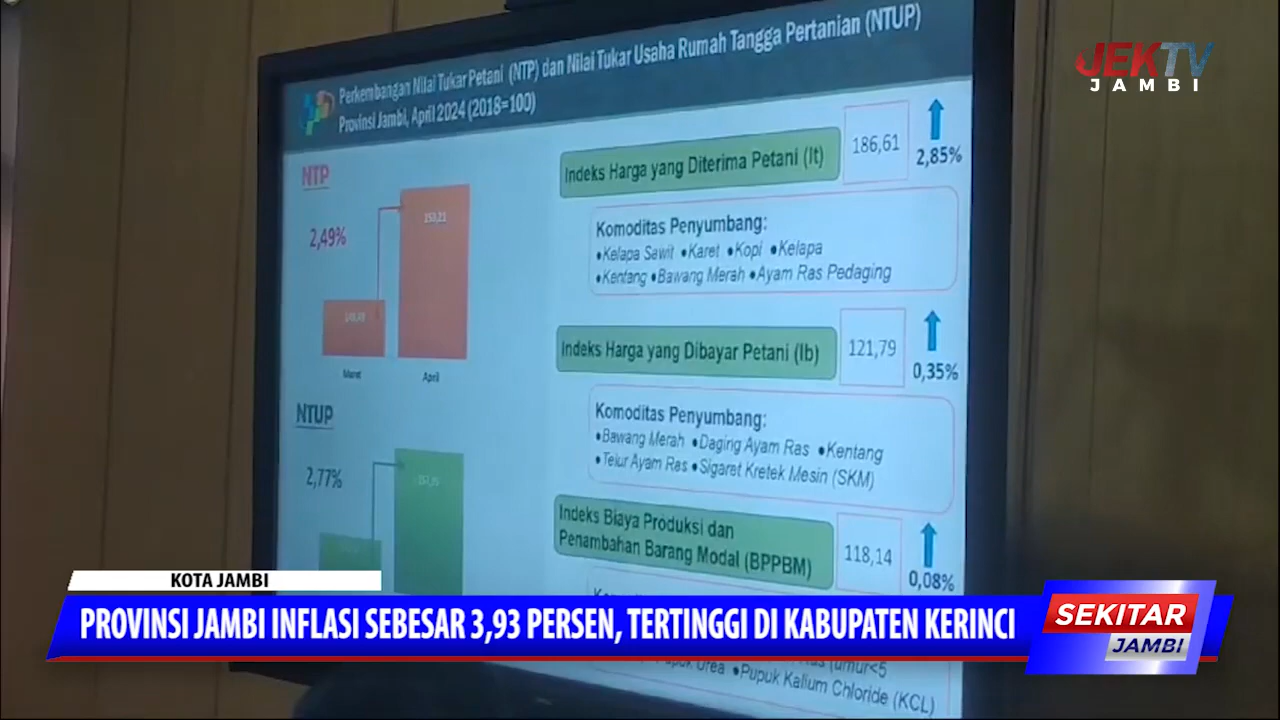 Perkembangan Nilai Tukar Petani (NTP) dan Nilai Tukar Usaha Rumah Tangga Pertanian (NTUP)
Provinsi Jambi, April 2024 (2018=100)
JEKTV
JAMBI
NTP
2,49%
Maret
April
NTUP
2,77%
Indeks Harga yang Diterima Petani (It)
186,61
2,85%
Komoditas Penyumbang:
•Kelapa Sawit •Karet •Kopi •Kelapa
•Kentang •Bawang Merah •Ayam Ras Pedaging
Indeks Harga yang Dibayar Petani (Ib)
121,79
0,35%
Komoditas Penyumbang:
•Bawang Merah •Daging Ayam Ras •Kentang
•Telur Ayam Ras •Sigaret Kretek Mesin (SKM)
Indeks Biaya Produksi dan
Penambahan Barang Modal (BPPBM)
118,14
0,08%
KOTA JAMBI
PROVINSI JAMBI INFLASI SEBESAR 3,93 PERSEN, TERTINGGI DI KABUPATEN KERINCI
SEKITAR
JAMBI
(umur<5
Urea •Pupuk Kalium Chloride (KCL)